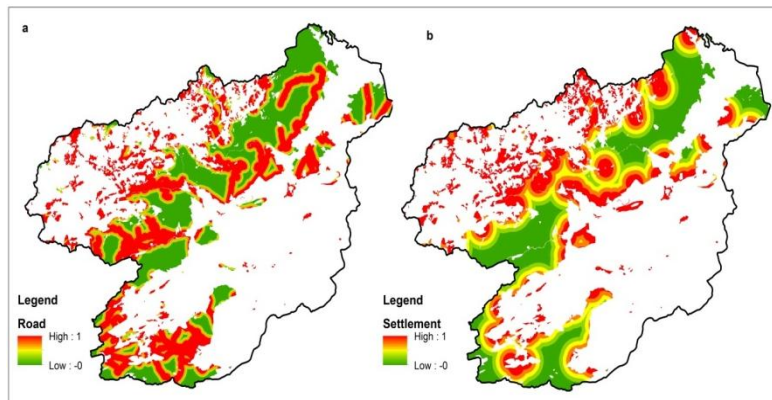 a
Legend
Road
High : 1
Low : -0
b
Legend
Settlement
High : 1
Low : -0